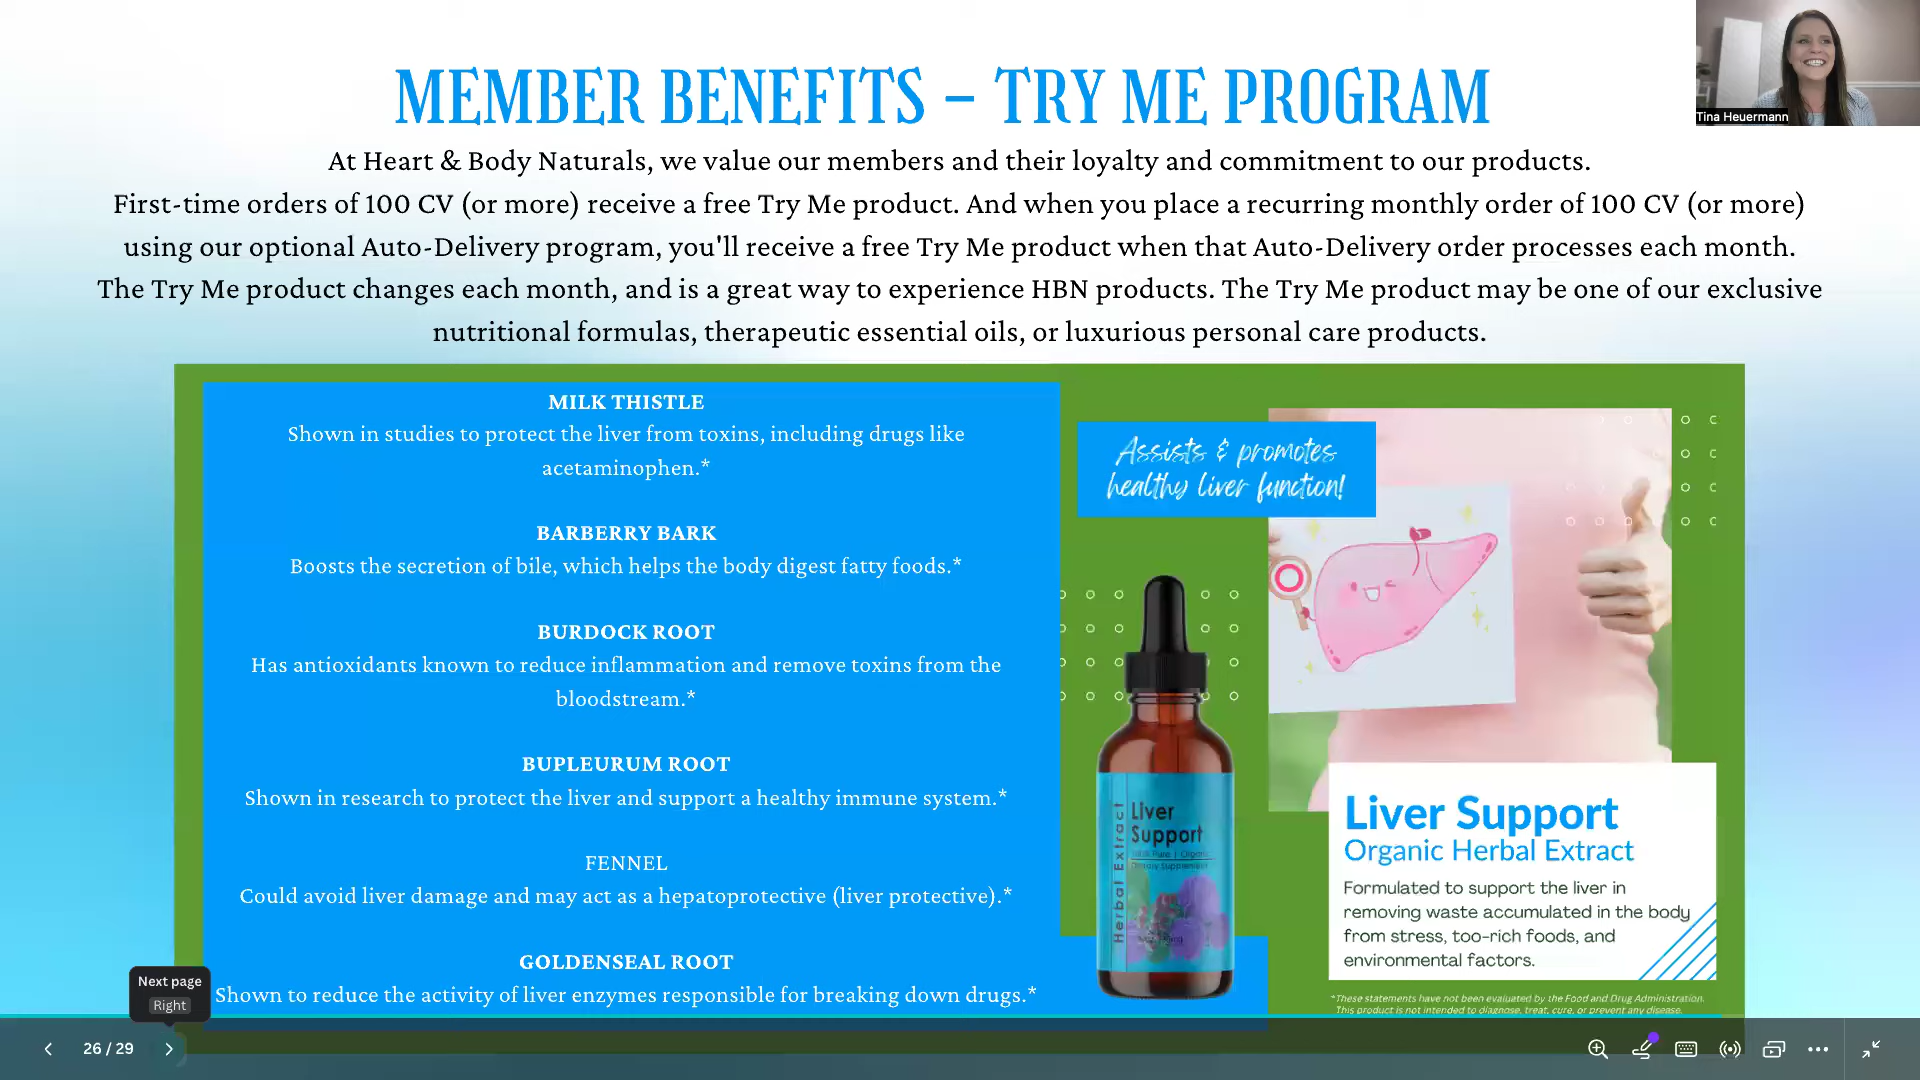 MEMBER BENEFITS – TRY ME PROGRAM
Tina Heuermann
At Heart & Body Naturals, we value our members and their loyalty and commitment to our products.
First-time orders of 100 CV (or more) receive a free Try Me product. And when you place a recurring monthly order of 100 CV (or more)
using our optional Auto-Delivery program, you'll receive a free Try Me product when that Auto-Delivery order processes each month.
The Try Me product changes each month, and is a great way to experience HBN products. The Try Me product may be one of our exclusive
nutritional formulas, therapeutic essential oils, or luxurious personal care products.
MILK THISTLE
Shown in studies to protect the liver from toxins, including drugs like
acetaminophen.*
BARBERRY BARK
Boosts the secretion of bile, which helps the body digest fatty foods.*
BURDOCK ROOT
Has antioxidants known to reduce inflammation and remove toxins from the
bloodstream.*
BUPLEURUM ROOT
Shown in research to protect the liver and support a healthy immune system.*
FENNEL
Could avoid liver damage and may act as a hepatoprotective (liver protective).*
GOLDENSEAL ROOT
Shown to reduce the activity of liver enzymes responsible for breaking down drugs.*
Assists & promotes
healthy liver function!
Herbal Extract
Liver
Support
Dietary Supplement
Liver Support
Organic Herbal Extract
Formulated to support the liver in
removing waste accumulated in the body
from stress, too-rich foods, and
environmental factors.
*These statements have not been evaluated by the Food and Drug Administration.
This product is not intended to diagnose, treat, cure, or prevent any disease.
Next page
Right
26 / 29